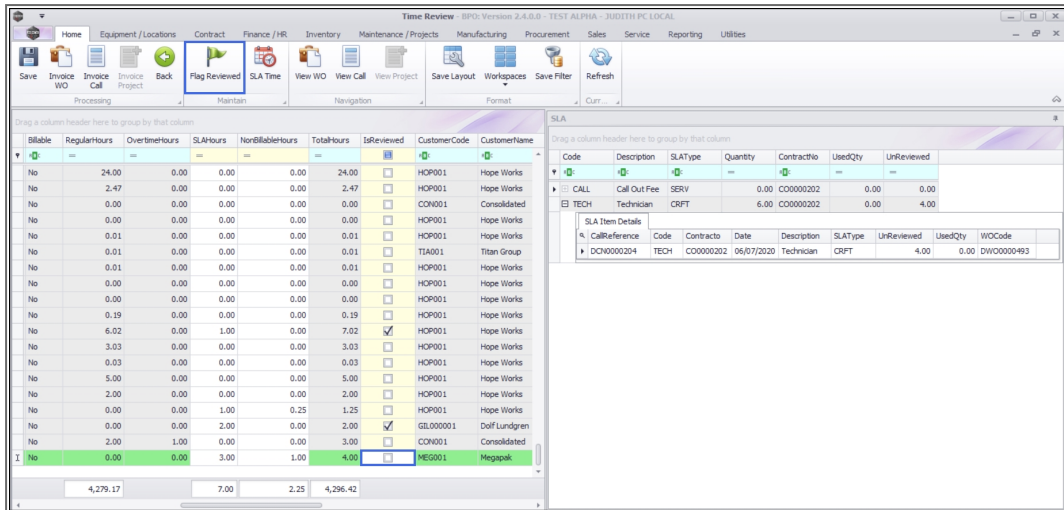 Time Review - BPO: Version 2.4.0.0 - TEST ALPHA - JUDITH PC LOCAL
Home Equipment / Locations Contract Finance / HR Inventory Maintenance / Projects Manufacturing Procurement Sales Service Reporting Utilities
Save Invoice WO Invoice Call Invoice Project Back Flag Reviewed SLA Time View WO View Call View Project Save Layout Workspaces Save Filter Refresh
Processing Maintain Navigation Format Curr...
Drag a column header here to group by that column
Billable RegularHours OvertimeHours SLAHours NonBillableHours TotalHours IsReviewed CustomerCode CustomerName
= = = = =
No 24.00 0.00 0.00 0.00 24.00 HOP001 Hope Works
No 2.47 0.00 0.00 0.00 2.47 HOP001 Hope Works
No 0.00 0.00 0.00 0.00 0.00 CON001 Consolidated
No 0.00 0.00 0.00 0.00 0.00 HOP001 Hope Works
No 0.01 0.00 0.00 0.00 0.01 HOP001 Hope Works
No 0.01 0.00 0.00 0.00 0.01 TIA001 Titan Group
No 0.01 0.00 0.00 0.00 0.01 HOP001 Hope Works
No 0.00 0.00 0.00 0.00 0.00 HOP001 Hope Works
No 0.19 0.00 0.00 0.00 0.19 HOP001 Hope Works
No 6.02 0.00 1.00 0.00 7.02 HOP001 Hope Works
No 3.03 0.00 0.00 0.00 3.03 HOP001 Hope Works
No 0.03 0.00 0.00 0.00 0.03 HOP001 Hope Works
No 5.00 0.00 0.00 0.00 5.00 HOP001 Hope Works
No 2.00 0.00 0.00 0.00 2.00 HOP001 Hope Works
No 0.00 0.00 1.00 0.25 1.25 HOP001 Hope Works
No 0.00 0.00 2.00 0.00 2.00 GIL000001 Dolf Lundgren
No 2.00 1.00 0.00 0.00 3.00 CON001 Consolidated
No 0.00 0.00 3.00 1.00 4.00 MEG001 Megapak
4,279.17 7.00 2.25 4,296.42
SLA
Drag a column header here to group by that column
Code Description SLAType Quantity ContractNo UsedQty UnReviewed
= = =
CALL Call Out Fee SERV 0.00 CO0000202 0.00 0.00
TECH Technician CRFT 6.00 CO0000202 0.00 4.00
SLA Item Details
CallReference Code Contracto Date Description SLAType UnReviewed UsedQty WOCode
DCN0000204 TECH CO0000202 06/07/2020 Technician CRFT 4.00 0.00 DWO0000493